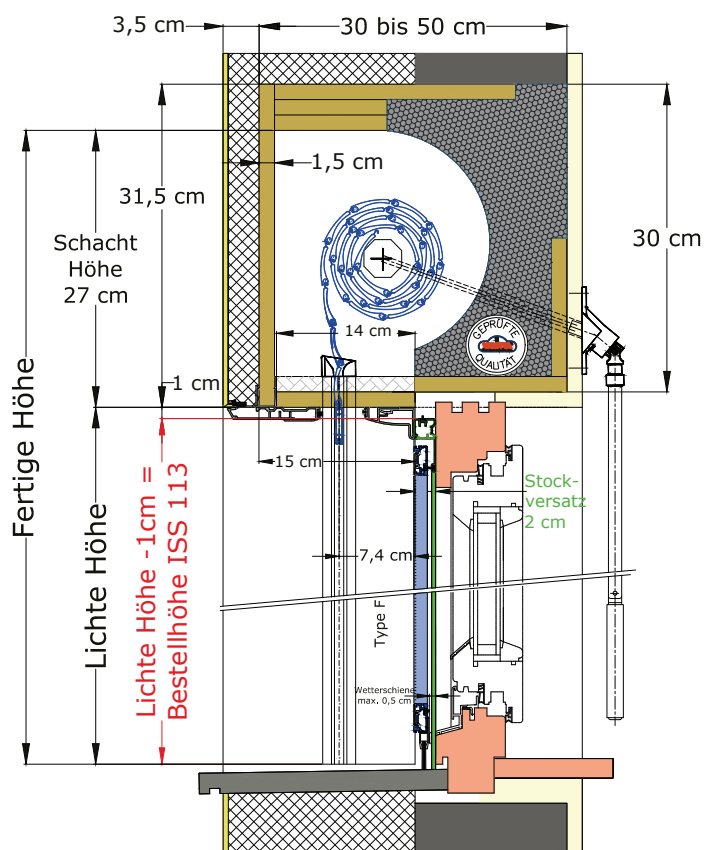 3,5 cm
30 bis 50 cm
1,5 cm
31,5 cm
Schacht
Höhe
27 cm
30 cm
14 cm
GEPRÜFTE
QUALITÄT
1 cm
Fertige Höhe
Lichte Höhe
Lichte Höhe -1cm =
Bestellhöhe ISS 113
15 cm
Stock-
versatz
2 cm
7,4 cm
Type F
Wetterschiene
max. 0,5 cm